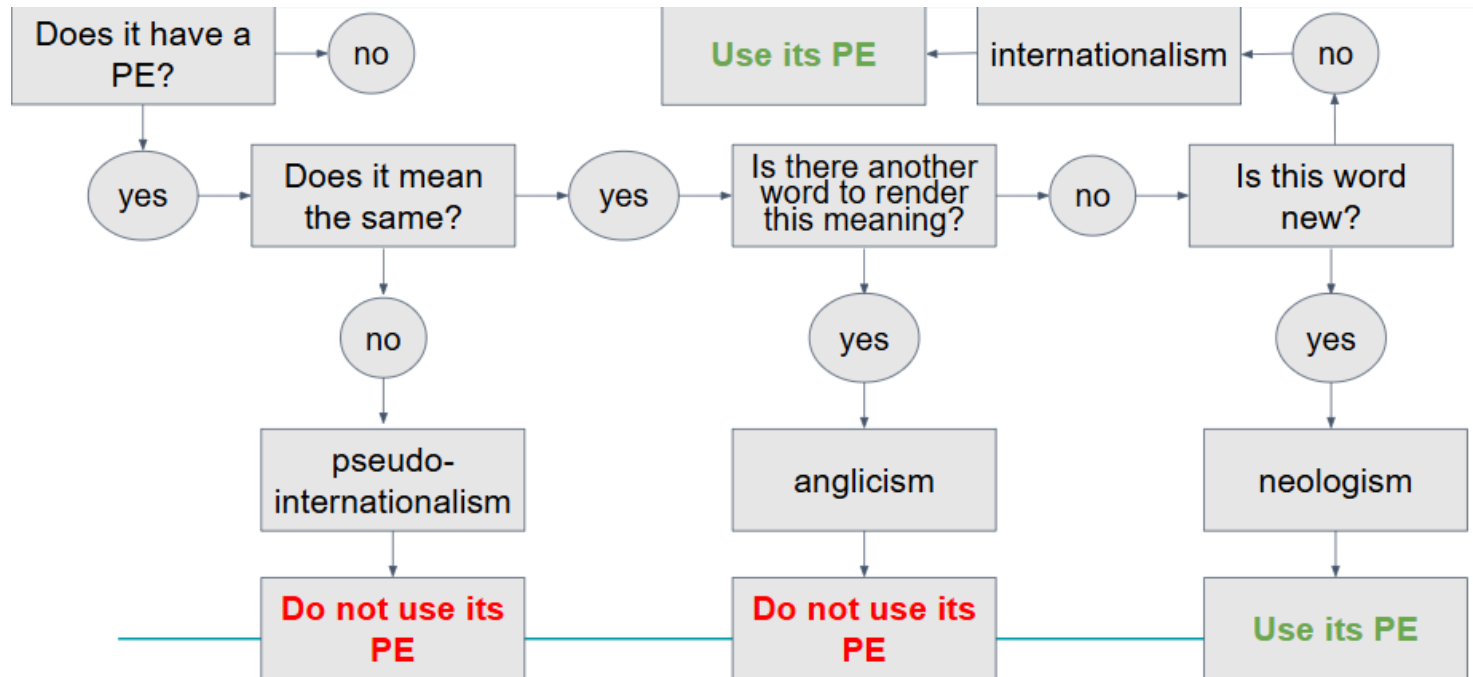 Does it have a
PE?
no
Use its PE
internationalism
no
yes
Does it mean
the same?
yes
Is there another
word to render
this meaning?
no
Is this word
new?
no
yes
yes
pseudo-
internationalism
anglicism
neologism
Do not use its
PE
Do not use its
PE
Use its PE